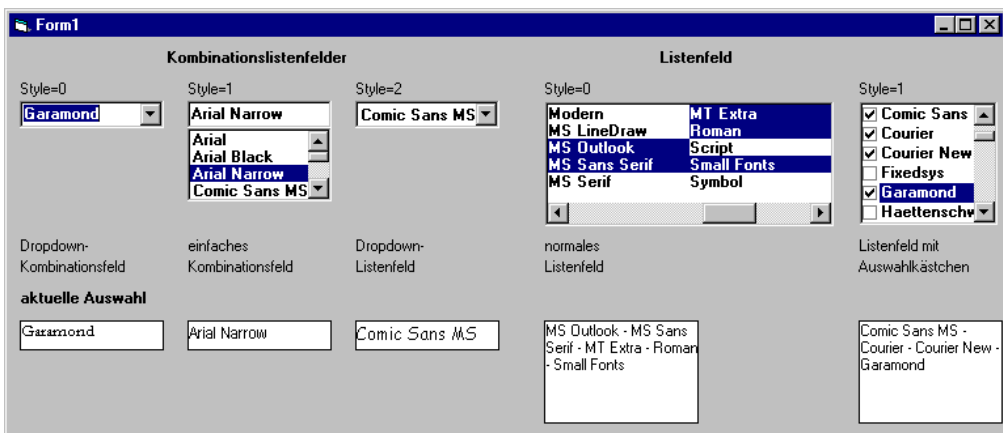 Form1
Kombinationslistenfelder
Listenfeld
Style=0
Style=1
Style=2
Style=0
Style=1
Garamond
Arial Narrow
Arial
Arial Black
Arial Narrow
Comic Sans MS
Comic Sans MS
Modern
MS LineDraw
MS Outlook
MS Sans Serif
MS Serif
MT Extra
Roman
Script
Small Fonts
Symbol
Comic Sans
Courier
Courier New
Fixedsys
Garamond
Haettenschw
Dropdown-
Kombinationsfeld
einfaches
Kombinationsfeld
Dropdown-
Listenfeld
normales
Listenfeld
Listenfeld mit
Auswahlkästchen
aktuelle Auswahl
Garamond
Arial Narrow
Comic Sans MS
MS Outlook - MS Sans
Serif - MT Extra - Roman
- Small Fonts
Comic Sans MS -
Courier - Courier New -
Garamond